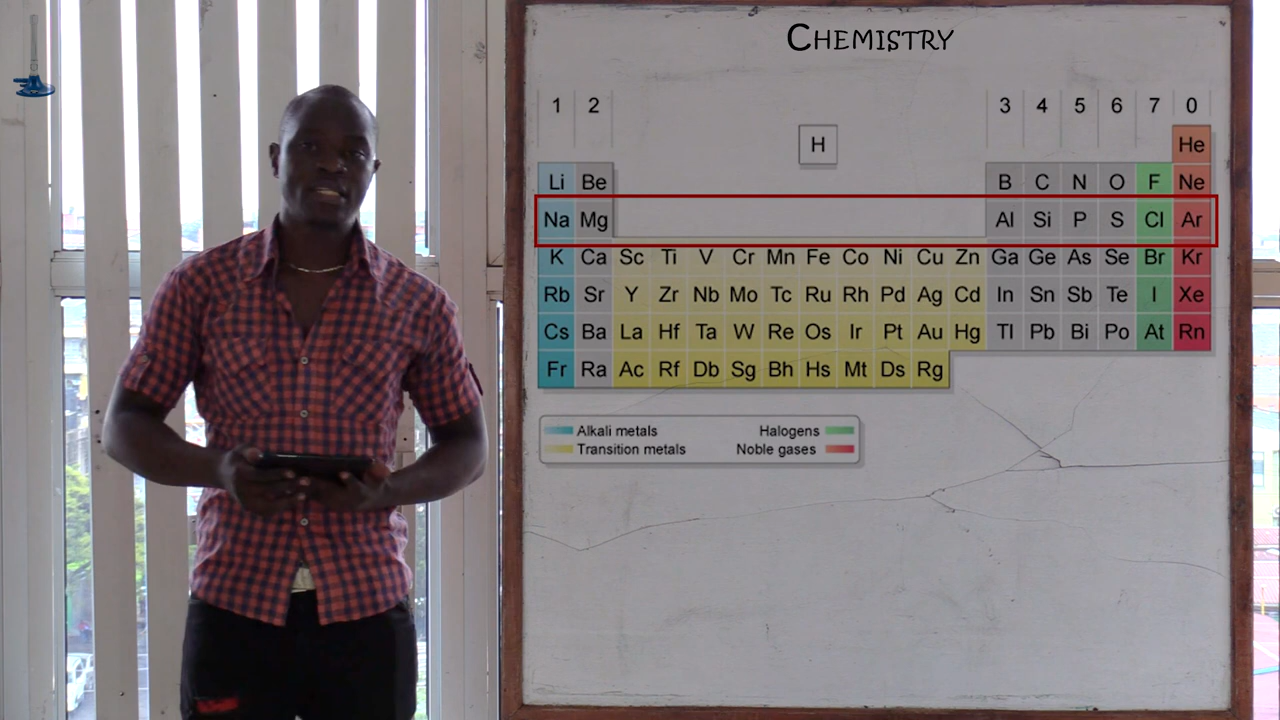 CHEMISTRY
1 2 3 4 5 6 7 0
H He
Li Be B C N O F Ne
Na Mg Al Si P S Cl Ar
K Ca Sc Ti V Cr Mn Fe Co Ni Cu Zn Ga Ge As Se Br Kr
Rb Sr Y Zr Nb Mo Tc Ru Rh Pd Ag Cd In Sn Sb Te I Xe
Cs Ba La Hf Ta W Re Os Ir Pt Au Hg Tl Pb Bi Po At Rn
Fr Ra Ac Rf Db Sg Bh Hs Mt Ds Rg
Alkali metals Halogens
Transition metals Noble gases